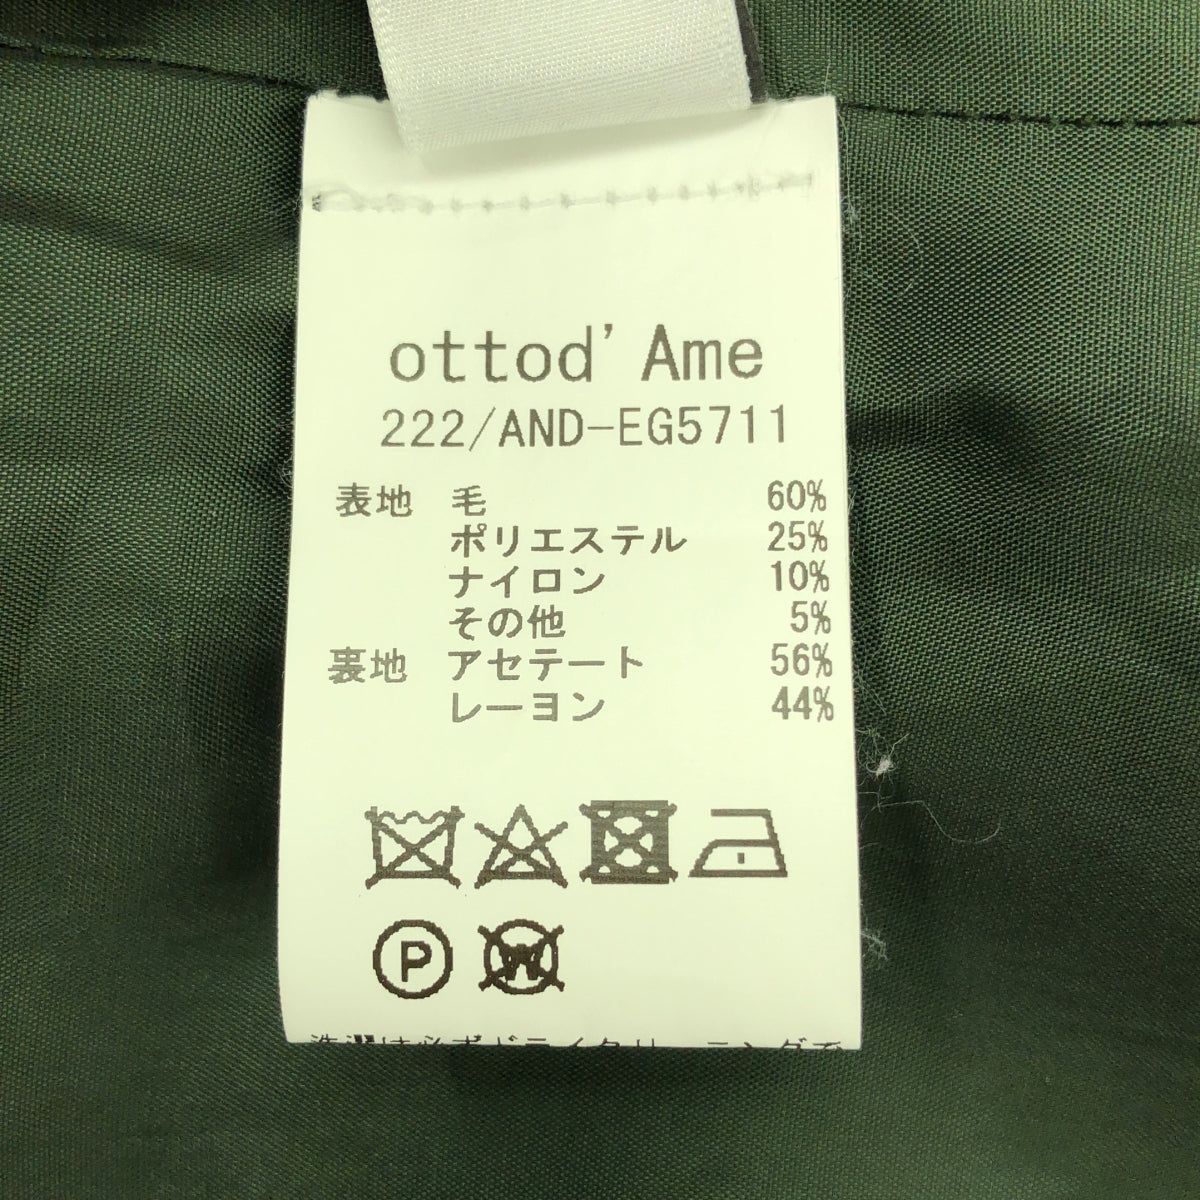 ottod' Ame
222/AND-EG5711
表地 毛 60%
ポリエステル 25%
ナイロン 10%
その他 5%
裏地 アセテート 56%
レーヨン 44%
P W